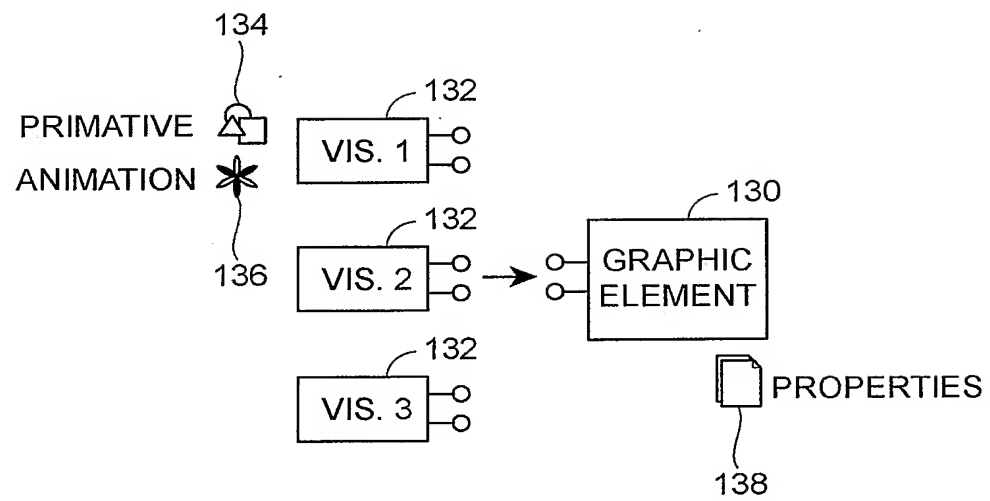 134
132
PRIMATIVE
VIS. 1
ANIMATION
130
132
136
VIS. 2
GRAPHIC
ELEMENT
132
VIS. 3
PROPERTIES
138